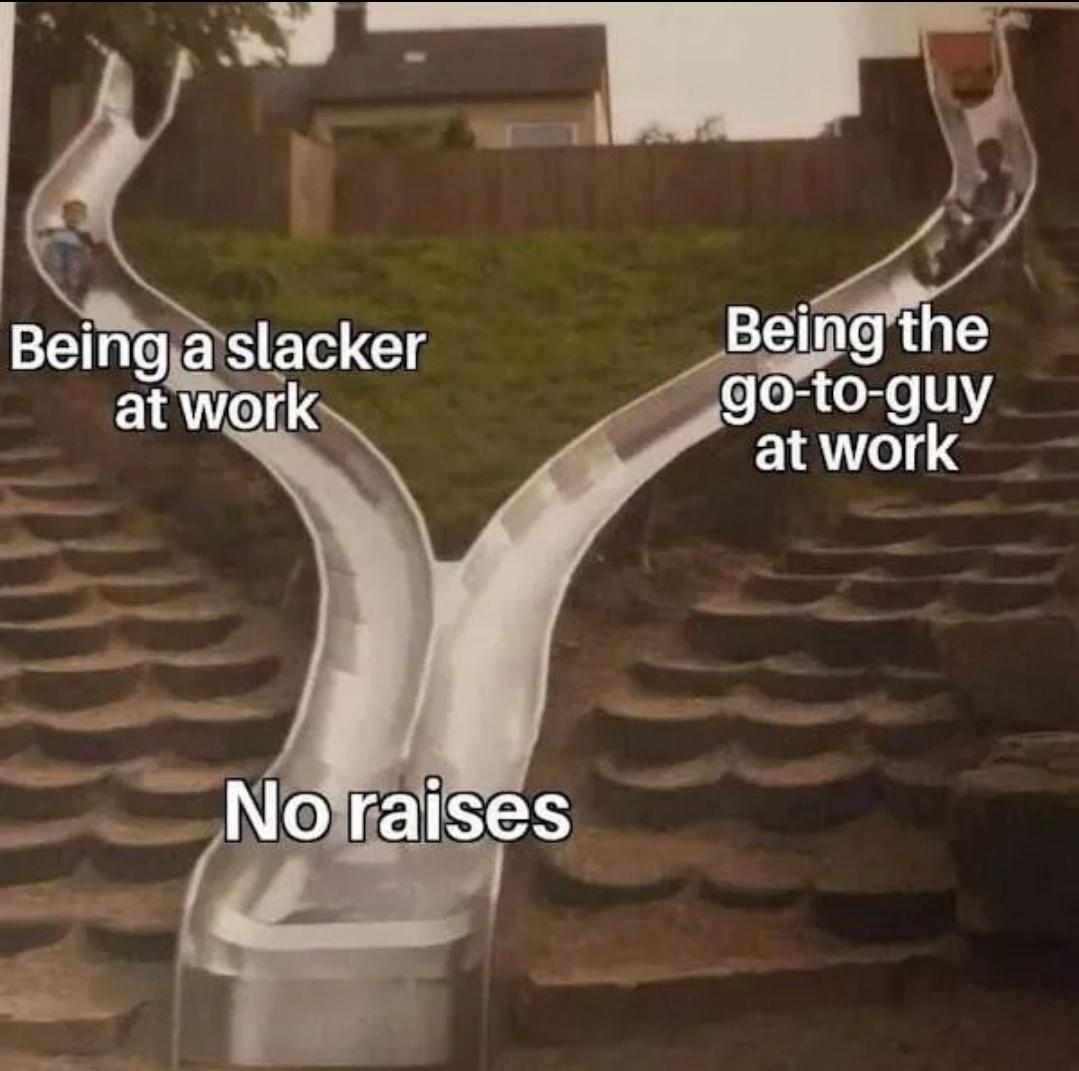 Being a slacker
at work
Being the
go-to-guy
at work
No raises